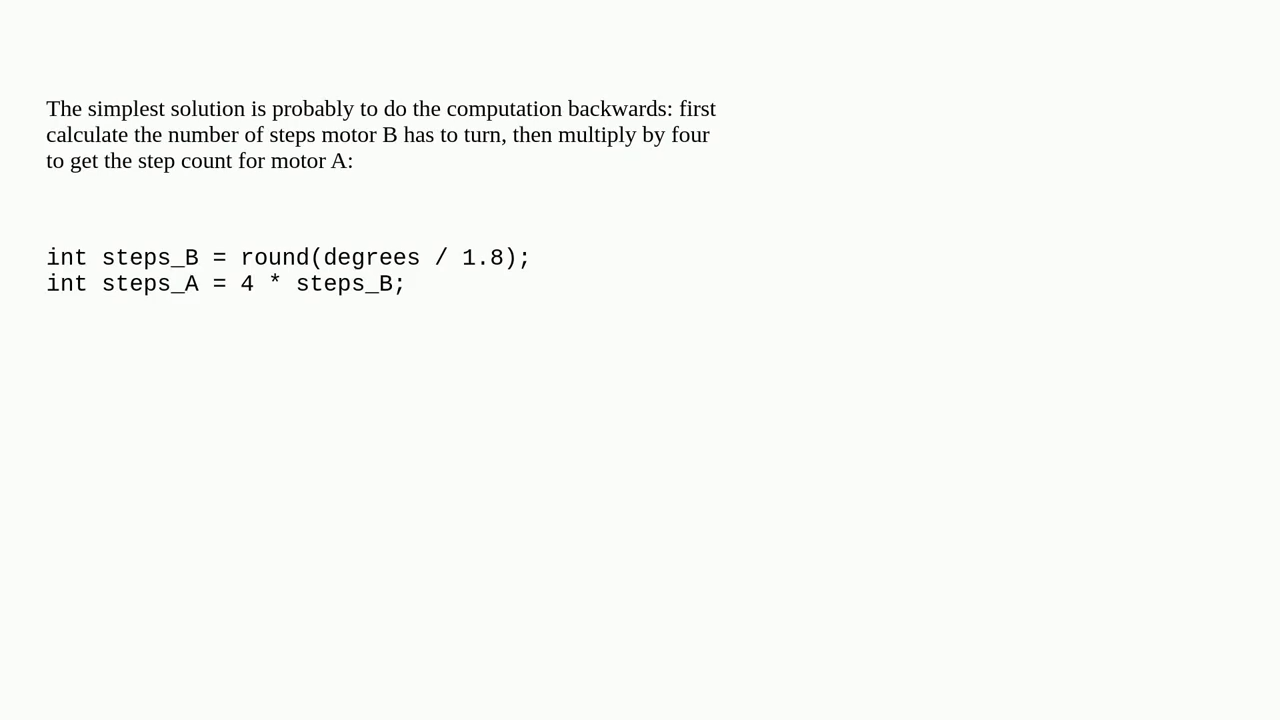 The simplest solution is probably to do the computation backwards: first
calculate the number of steps motor B has to turn, then multiply by four
to get the step count for motor A:
int steps_B = round(degrees / 1.8);
int steps_A = 4 * steps_B;